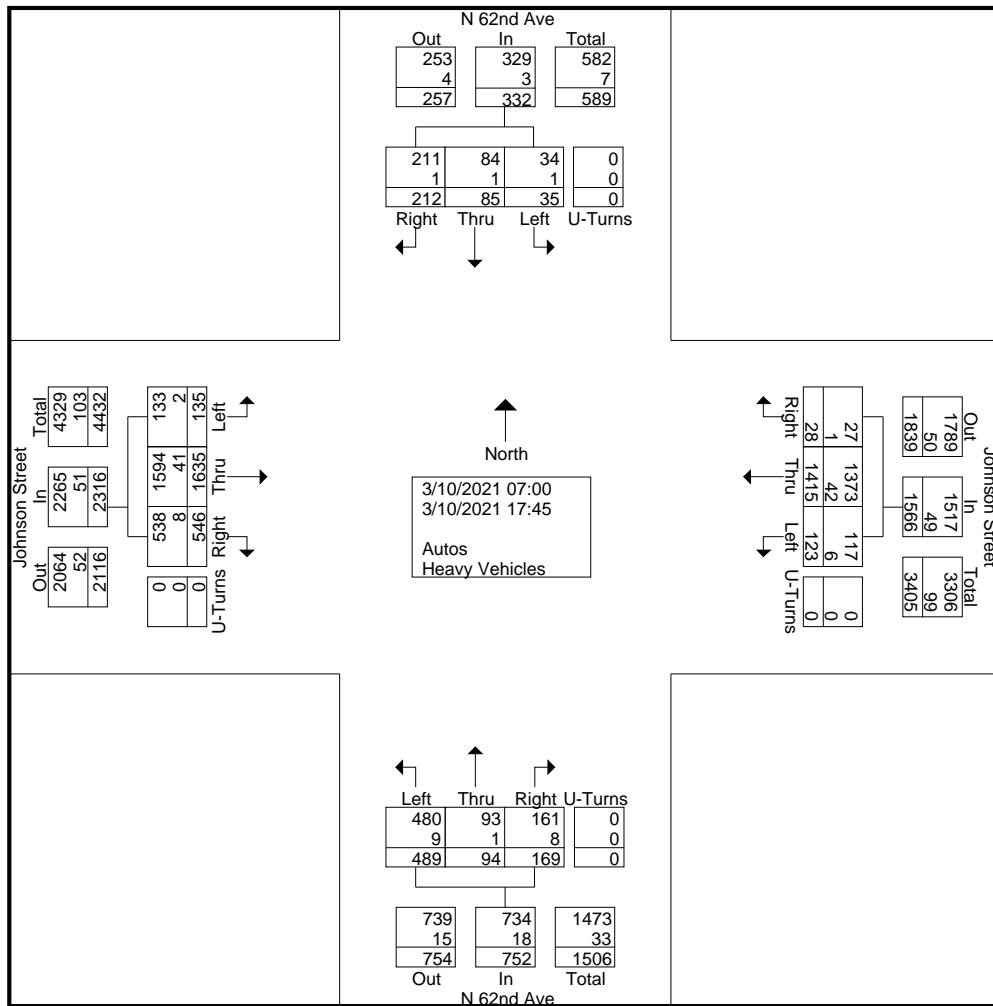 N 62nd Ave
Out In Total
253 329 582
4 3 7
257 332 589
211 84 34 0
1 1 1 0
212 85 35 0
Right Thru Left U-Turns
Johnson Street
Total In Out
4329 2265 2064
103 51 52
4432 2316 2116
133 1594 538 0
2 41 8 0
135 1635 546 0
Left Thru Right U-Turns
North
3/10/2021 07:00
3/10/2021 17:45
Autos
Heavy Vehicles
Right Thru Left U-Turns
27 1373 117 0
1 42 6 0
28 1415 123 0
Out In Total
1789 1517 3306
50 49 99
1839 1566 3405
Johnson Street
Left Thru Right U-Turns
480 93 161 0
9 1 8 0
489 94 169 0
739 734 1473
15 18 33
754 752 1506
Out In Total
N 62nd Ave